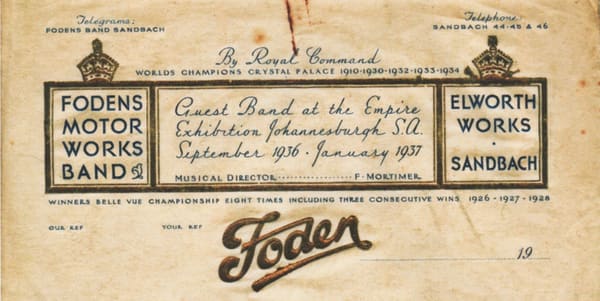 Telegrams:
FODENS BAND SANDBACH
Telephone
SANDBACH 44·45 & 46
By Royal Command
WORLDS CHAMPIONS CRYSTAL PALACE 1910·1930·1932·1933·1934
FODENS
MOTOR
WORKS
BAND
Guest Band at the Empire
Exhibition Johannesburgh S.A.
September 1936 · January 1937
MUSICAL DIRECTOR............F·MORTIMER
ELWORTH
WORKS
·
SANDBACH
WINNERS BELLE VUE CHAMPIONSHIP EIGHT TIMES INCLUDING THREE CONSECUTIVE WINS 1926·1927·1928
OUR REF
YOUR REF
Foden
19